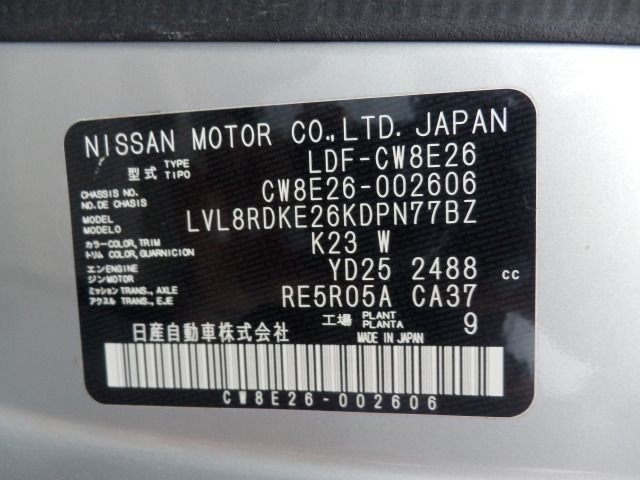 NISSAN MOTOR CO.,LTD. JAPAN
型式 TYPE TIPO LDF-CW8E26
CHASSIS NO. NO.DE CHASIS CW8E26-002606
MODEL MODELO LVL8RDKE26KDPN77BZ
カラー COLOR, TRIM トリム COLOR, GUARNICION K23 W
エンジン ENGINE MOTOR YD25 2488 cc
ミッション TRANS., AXLE アクスル TRANS., EJE RE5R05A CA37
工場 PLANT PLANTA 9
日産自動車株式会社 MADE IN JAPAN
CW8E26-002606